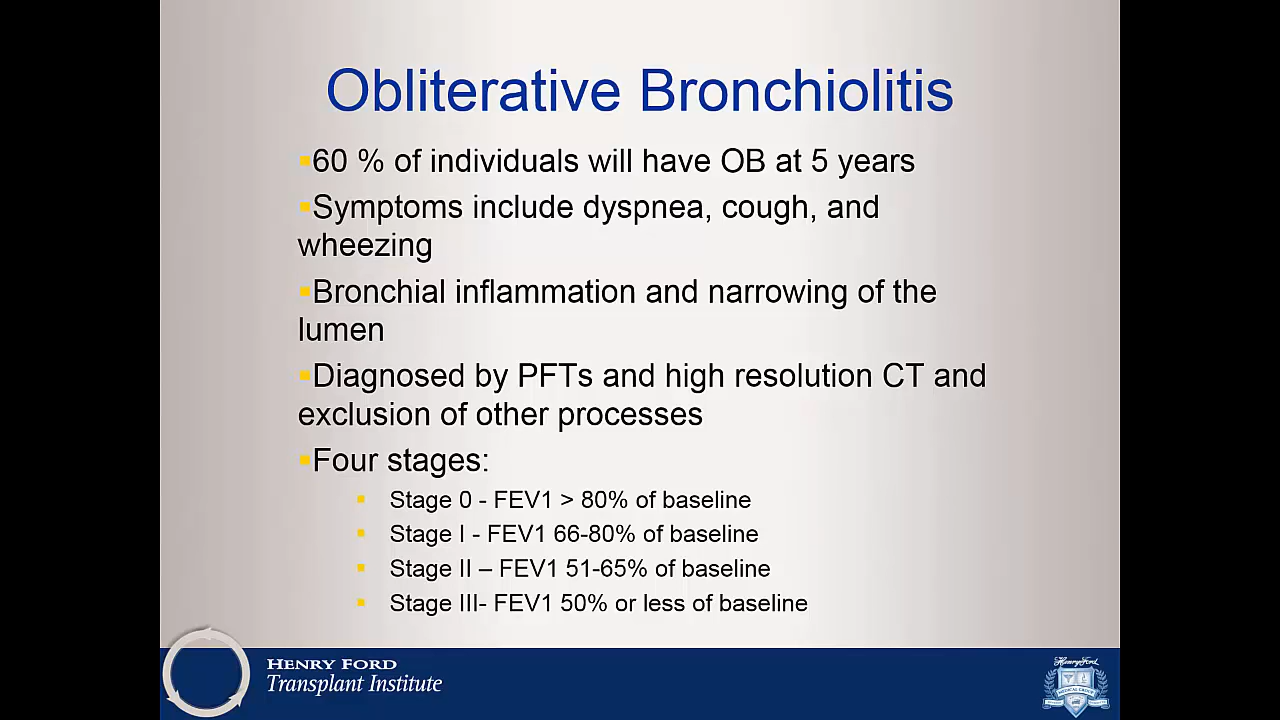 Obliterative Bronchiolitis
▪60 % of individuals will have OB at 5 years
▪Symptoms include dyspnea, cough, and
wheezing
▪Bronchial inflammation and narrowing of the
lumen
▪Diagnosed by PFTs and high resolution CT and
exclusion of other processes
▪Four stages:
▪ Stage 0 - FEV1 > 80% of baseline
▪ Stage I - FEV1 66-80% of baseline
▪ Stage II – FEV1 51-65% of baseline
▪ Stage III- FEV1 50% or less of baseline
HENRY FORD
Transplant Institute
HenryFord
MEDICAL GROUP